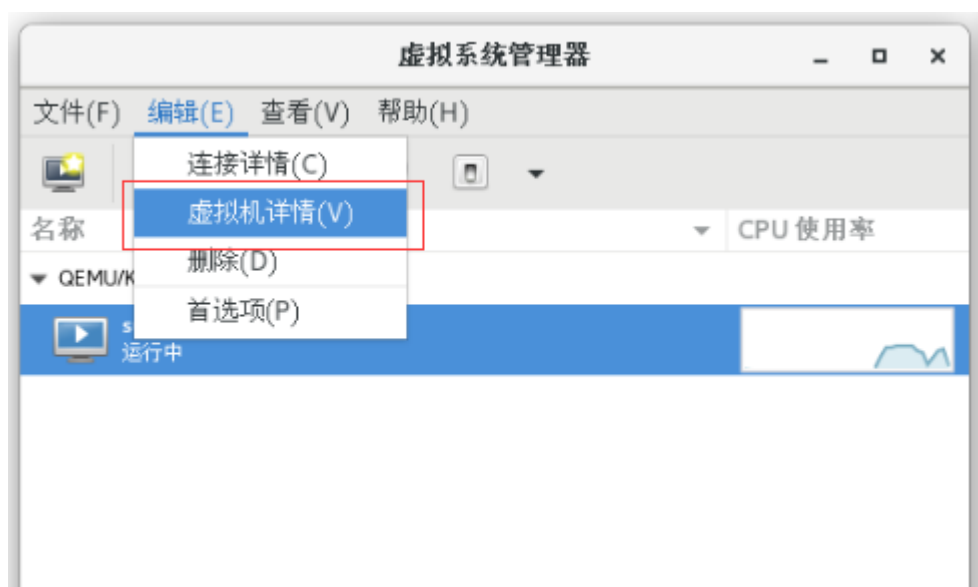 虚拟系统管理器
文件(F) 编辑(E) 查看(V) 帮助(H)
连接详情(C)
虚拟机详情(V)
名称 CPU 使用率
删除(D)
QEMU/K
首选项(P)
s
运行中